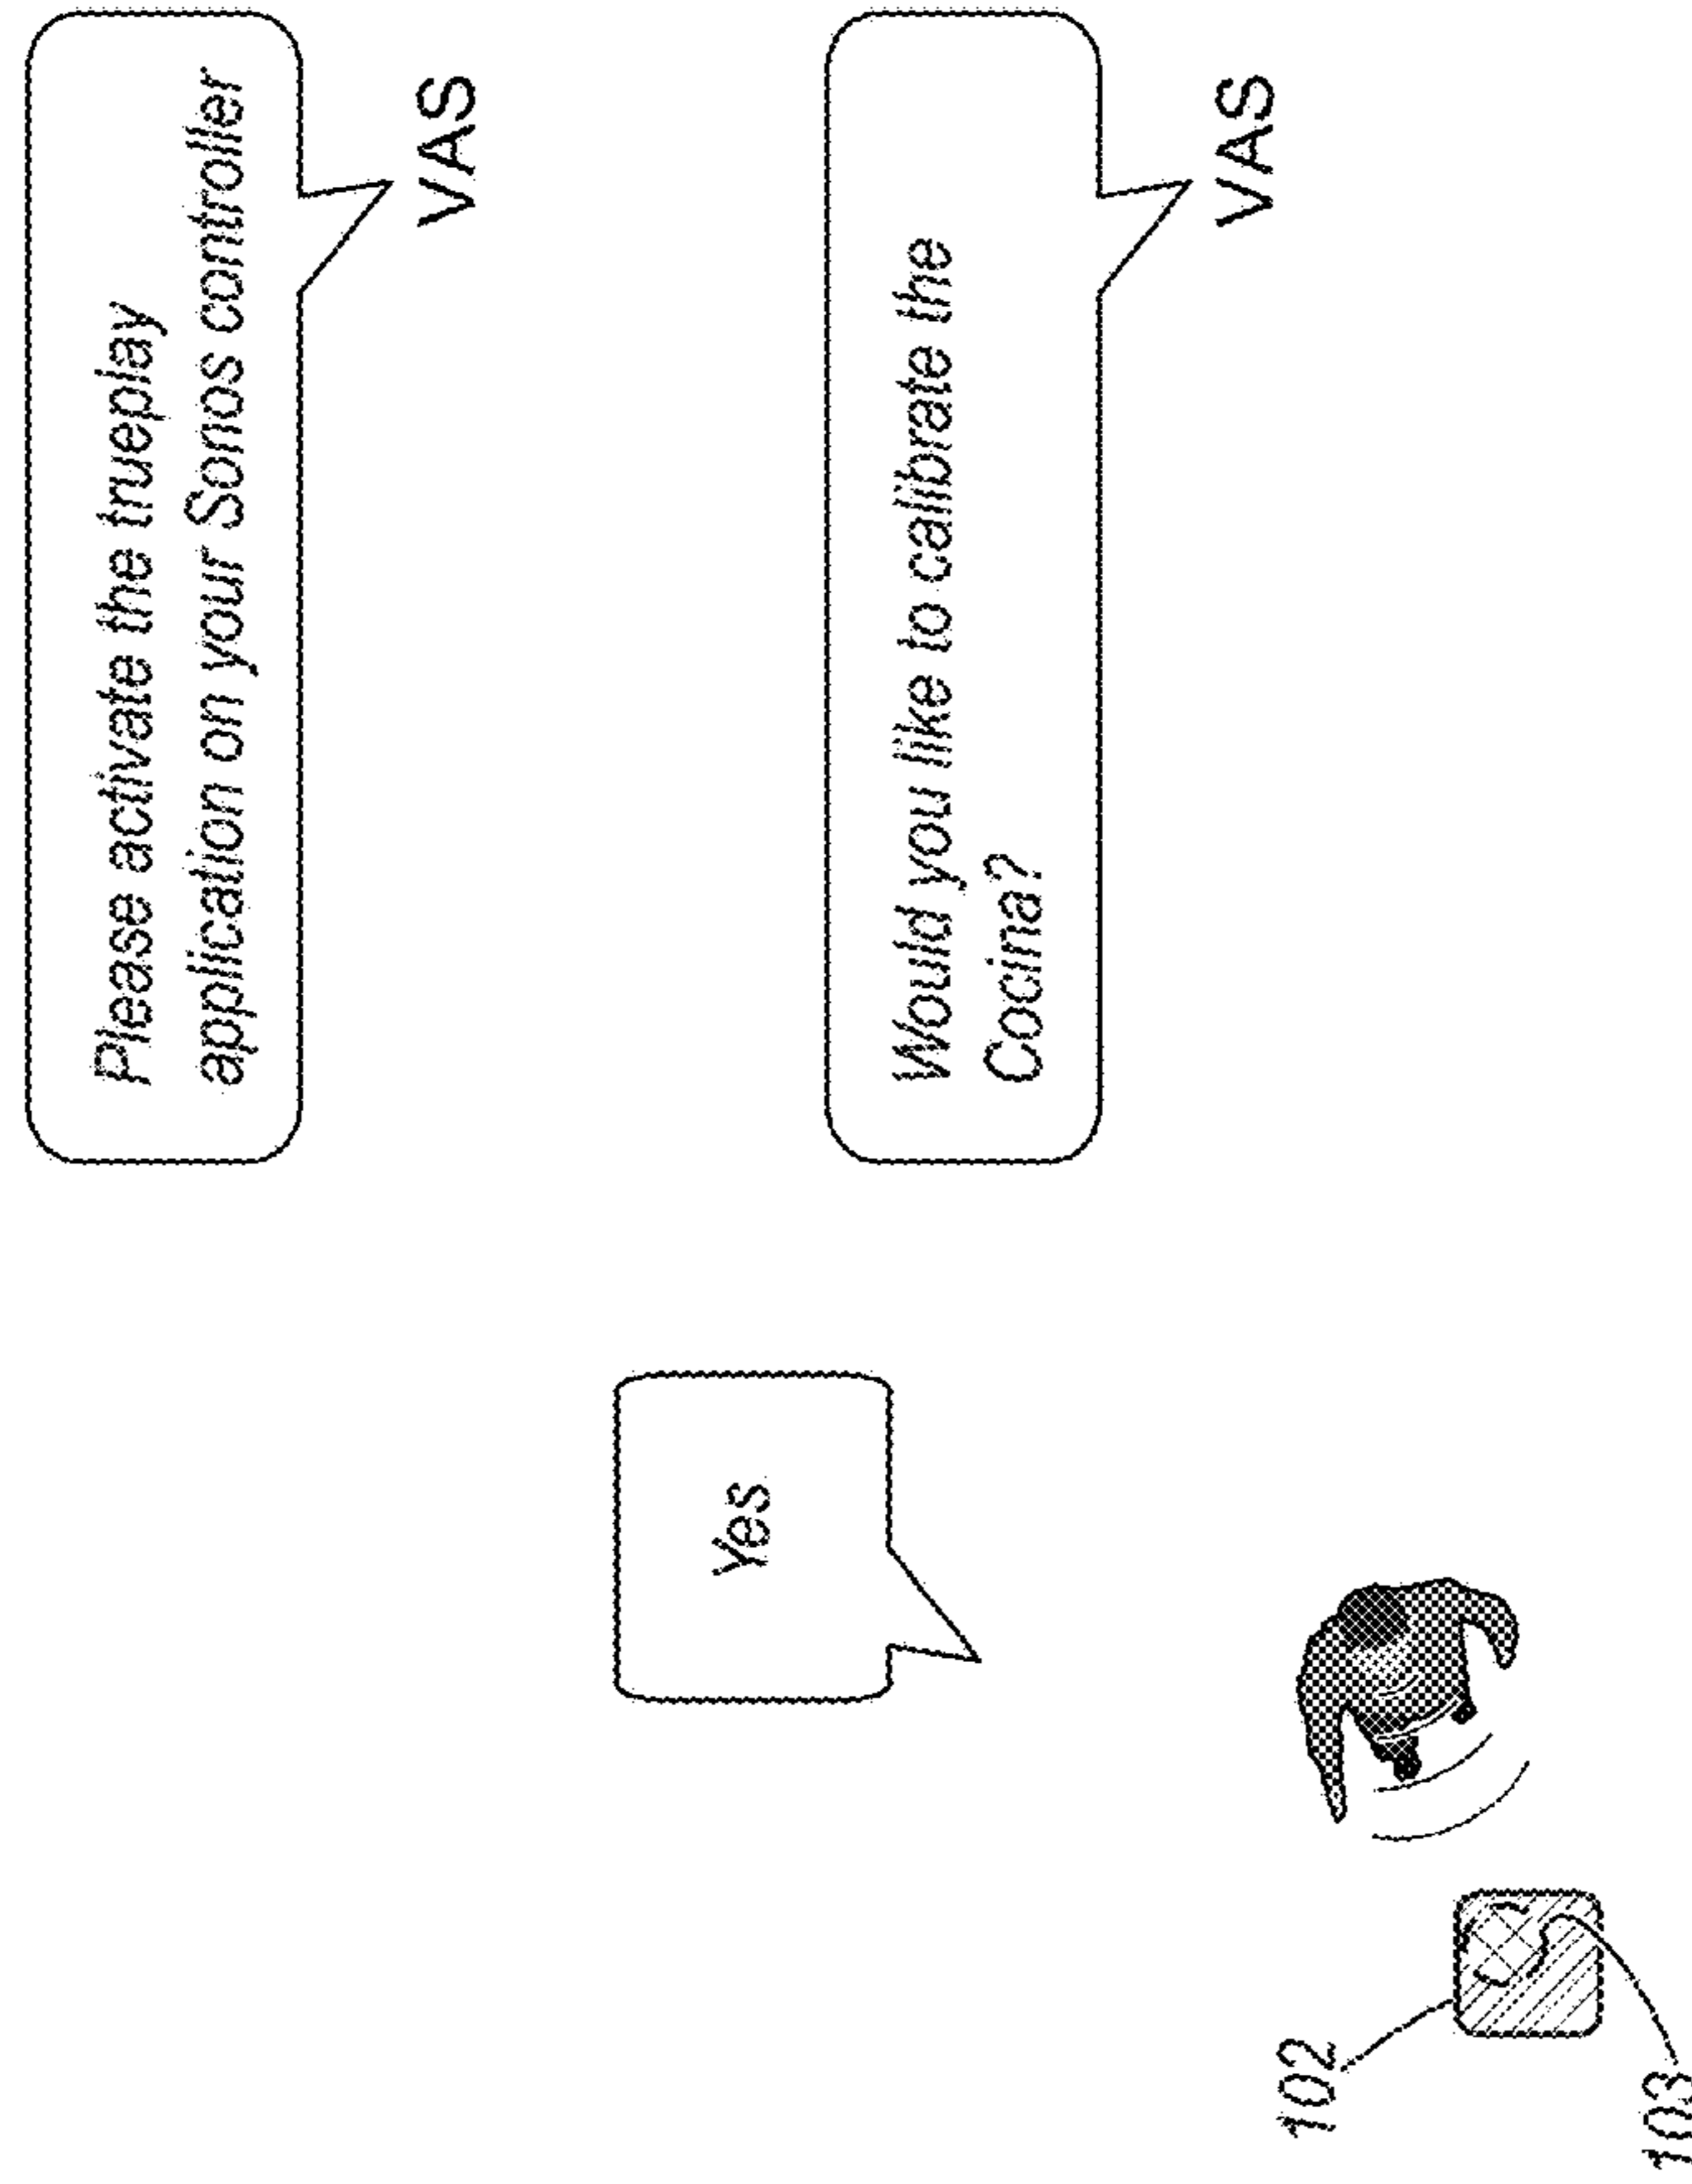 Please activate the trueplay
application on your Sonos controller
VAS
Yes
Would you like to calibrate the
Cocina?
VAS
102
103